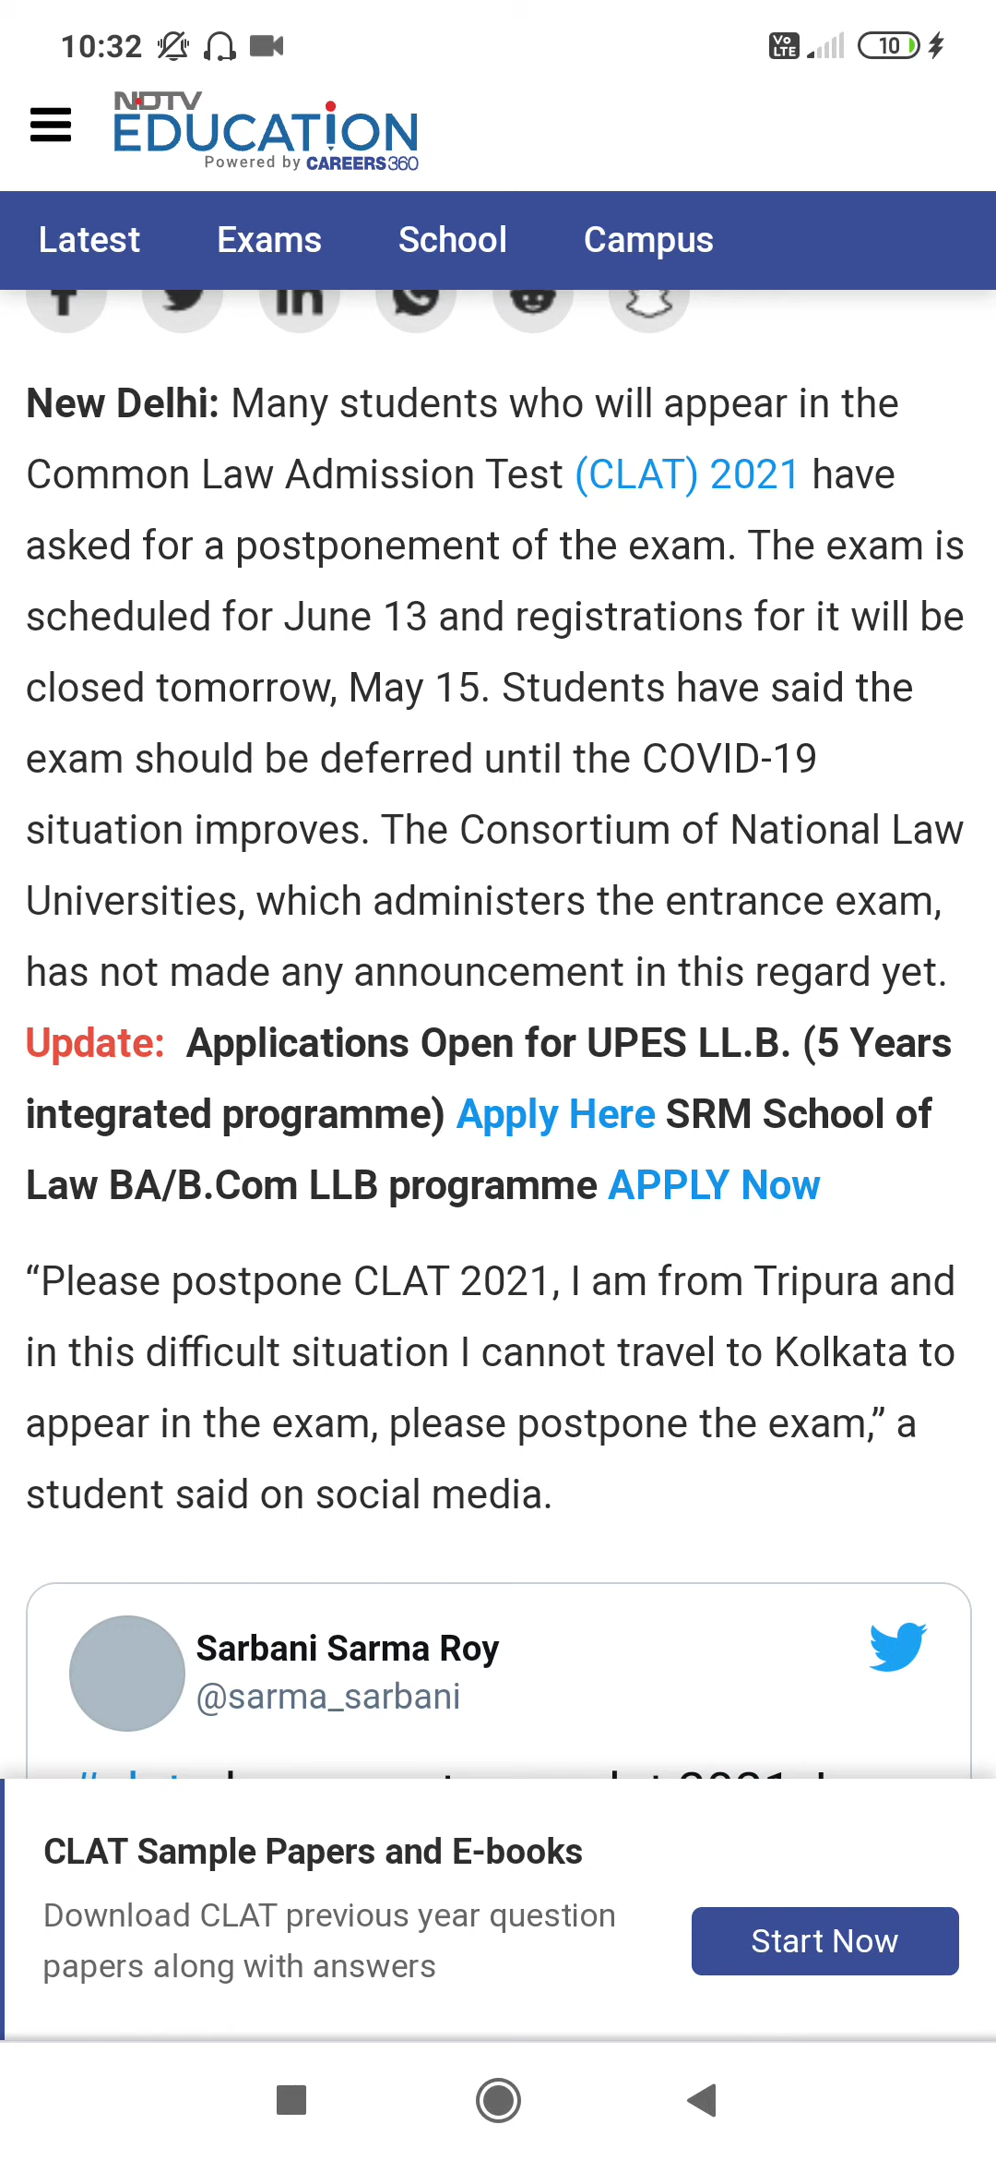 10:32
Vo LTE
10
NDTV
EDUCATION
Powered by CAREERS360
Latest Exams School Campus
New Delhi: Many students who will appear in the
Common Law Admission Test (CLAT) 2021 have
asked for a postponement of the exam. The exam is
scheduled for June 13 and registrations for it will be
closed tomorrow, May 15. Students have said the
exam should be deferred until the COVID-19
situation improves. The Consortium of National Law
Universities, which administers the entrance exam,
has not made any announcement in this regard yet.
Update: Applications Open for UPES LL.B. (5 Years
integrated programme) Apply Here SRM School of
Law BA/B.Com LLB programme APPLY Now
“Please postpone CLAT 2021, I am from Tripura and
in this difficult situation I cannot travel to Kolkata to
appear in the exam, please postpone the exam,” a
student said on social media.
Sarbani Sarma Roy
@sarma_sarbani
CLAT Sample Papers and E-books
Download CLAT previous year question
papers along with answers
Start Now